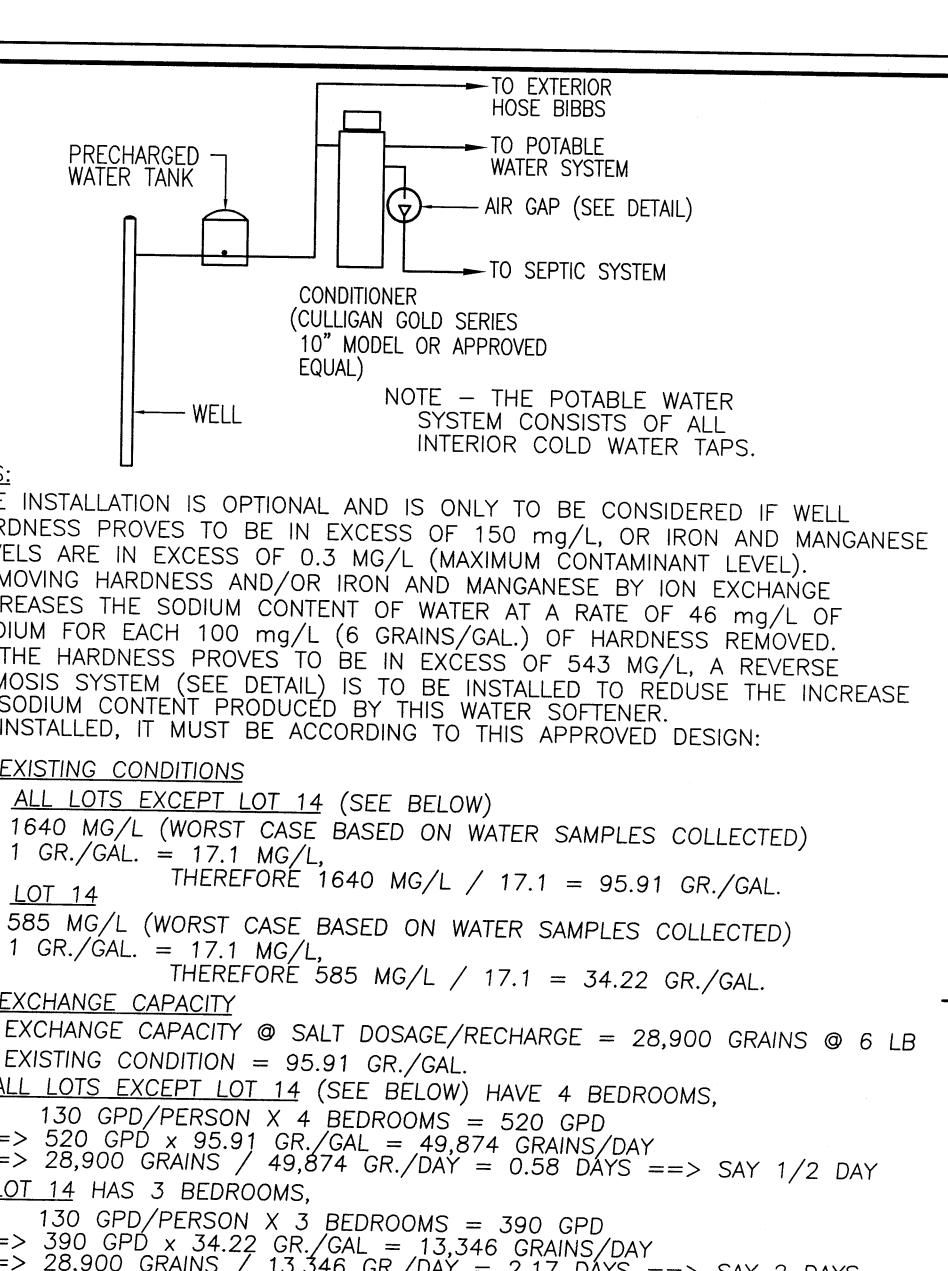 TO EXTERIOR
HOSE BIBBS
PRECHARGED
WATER TANK
TO POTABLE
WATER SYSTEM
AIR GAP (SEE DETAIL)
TO SEPTIC SYSTEM
CONDITIONER
(CULLIGAN GOLD SERIES
10" MODEL OR APPROVED
EQUAL)
WELL
NOTE – THE POTABLE WATER
SYSTEM CONSISTS OF ALL
INTERIOR COLD WATER TAPS.
S:
E INSTALLATION IS OPTIONAL AND IS ONLY TO BE CONSIDERED IF WELL
RDNESS PROVES TO BE IN EXCESS OF 150 mg/L, OR IRON AND MANGANESE
VELS ARE IN EXCESS OF 0.3 MG/L (MAXIMUM CONTAMINANT LEVEL).
MOVING HARDNESS AND/OR IRON AND MANGANESE BY ION EXCHANGE
REASES THE SODIUM CONTENT OF WATER AT A RATE OF 46 mg/L OF
DIUM FOR EACH 100 mg/L (6 GRAINS/GAL.) OF HARDNESS REMOVED.
THE HARDNESS PROVES TO BE IN EXCESS OF 543 MG/L, A REVERSE
MOSIS SYSTEM (SEE DETAIL) IS TO BE INSTALLED TO REDUSE THE INCREASE
SODIUM CONTENT PRODUCED BY THIS WATER SOFTENER.
INSTALLED, IT MUST BE ACCORDING TO THIS APPROVED DESIGN:
EXISTING CONDITIONS
ALL LOTS EXCEPT LOT 14 (SEE BELOW)
1640 MG/L (WORST CASE BASED ON WATER SAMPLES COLLECTED)
1 GR./GAL. = 17.1 MG/L,
THEREFORE 1640 MG/L / 17.1 = 95.91 GR./GAL.
LOT 14
585 MG/L (WORST CASE BASED ON WATER SAMPLES COLLECTED)
1 GR./GAL. = 17.1 MG/L,
THEREFORE 585 MG/L / 17.1 = 34.22 GR./GAL.
EXCHANGE CAPACITY
EXCHANGE CAPACITY @ SALT DOSAGE/RECHARGE = 28,900 GRAINS @ 6 LB
EXISTING CONDITION = 95.91 GR./GAL.
ALL LOTS EXCEPT LOT 14 (SEE BELOW) HAVE 4 BEDROOMS,
130 GPD/PERSON X 4 BEDROOMS = 520 GPD
=> 520 GPD x 95.91 GR./GAL = 49,874 GRAINS/DAY
=> 28,900 GRAINS / 49,874 GR./DAY = 0.58 DAYS ==> SAY 1/2 DAY
LOT 14 HAS 3 BEDROOMS,
130 GPD/PERSON X 3 BEDROOMS = 390 GPD
=> 390 GPD x 34.22 GR./GAL = 13,346 GRAINS/DAY
=> 28,900 GRAINS / 13,346 GR./DAY = 2.17 DAYS ==> SAY 2 DAYS